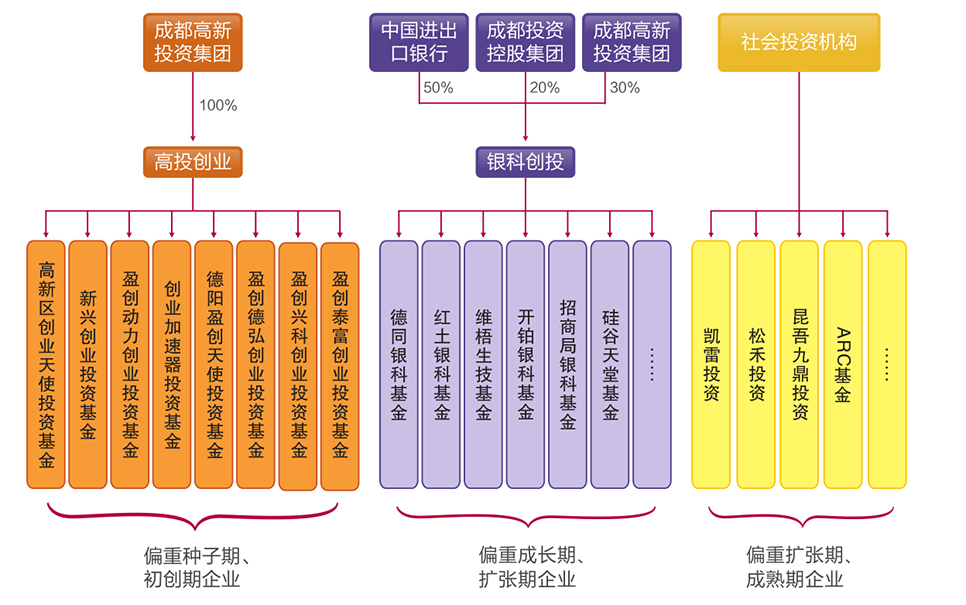 成都高新
投资集团
中国进出
口银行
成都投资
控股集团
成都高新
投资集团
社会投资机构
100%
50%
20%
30%
高投创业
银科创投
高新区创业天使投资基金
新兴创业投资基金
盈创动力创业投资基金
创业加速器投资基金
德阳盈创天使投资基金
盈创德弘创业投资基金
盈创兴科创业投资基金
盈创泰富创业投资基金
德同银科基金
红土银科基金
维梧生技基金
开铂银科基金
招商局银科基金
硅谷天堂基金
……
凯雷投资
松禾投资
昆吾九鼎投资
ARC基金
……
偏重种子期、
初创期企业
偏重成长期、
扩张期企业
偏重扩张期、
成熟期企业